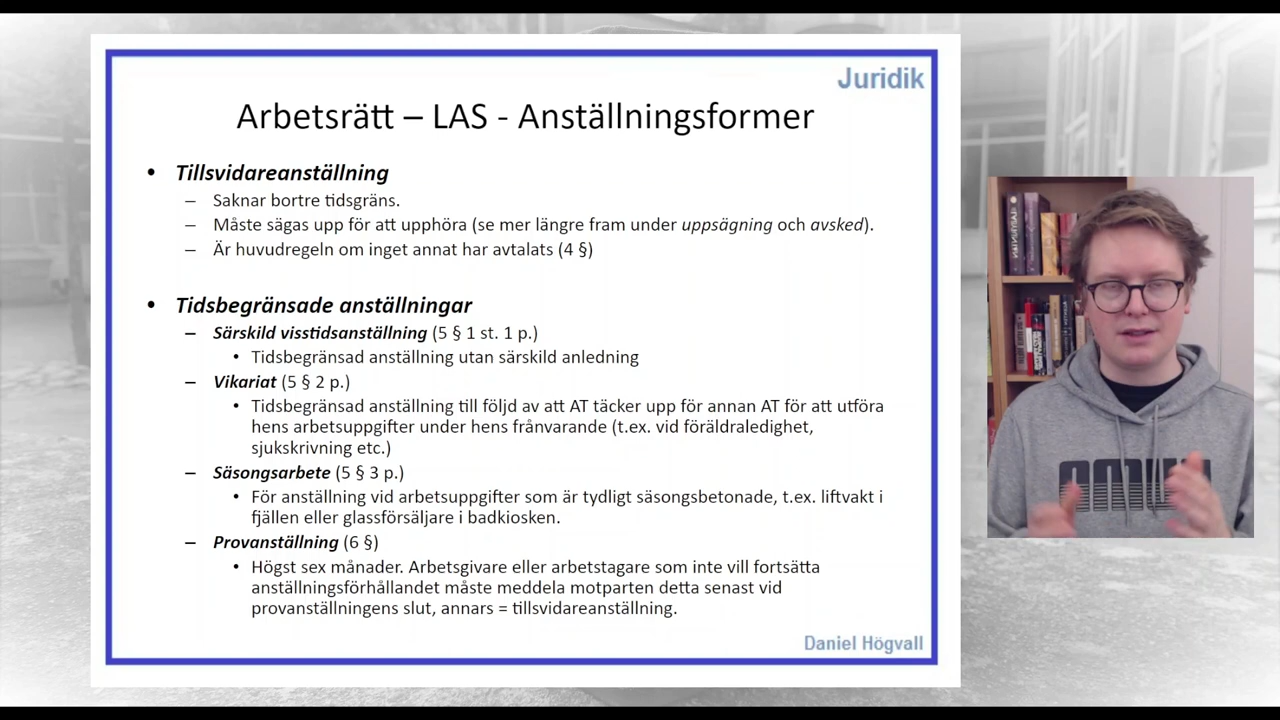 Juridik
Arbetsrätt – LAS - Anställningsformer
• Tillsvidareanställning
– Saknar bortre tidsgräns.
– Måste sägas upp för att upphöra (se mer längre fram under uppsägning och avsked).
– Är huvudregeln om inget annat har avtalats (4 §)
• Tidsbegränsade anställningar
– Särskild visstidsanställning (5 § 1 st. 1 p.)
• Tidsbegränsad anställning utan särskild anledning
– Vikariat (5 § 2 p.)
• Tidsbegränsad anställning till följd av att AT täcker upp för annan AT för att utföra
hens arbetsuppgifter under hens frånvarande (t.ex. vid föräldraledighet,
sjukskrivning etc.)
– Säsongsarbete (5 § 3 p.)
• För anställning vid arbetsuppgifter som är tydligt säsongsbetonade, t.ex. liftvakt i
fjällen eller glassförsäljare i badkiosken.
– Provanställning (6 §)
• Högst sex månader. Arbetsgivare eller arbetstagare som inte vill fortsätta
anställningsförhållandet måste meddela motparten detta senast vid
provanställningens slut, annars = tillsvidareanställning.
Daniel Högvall